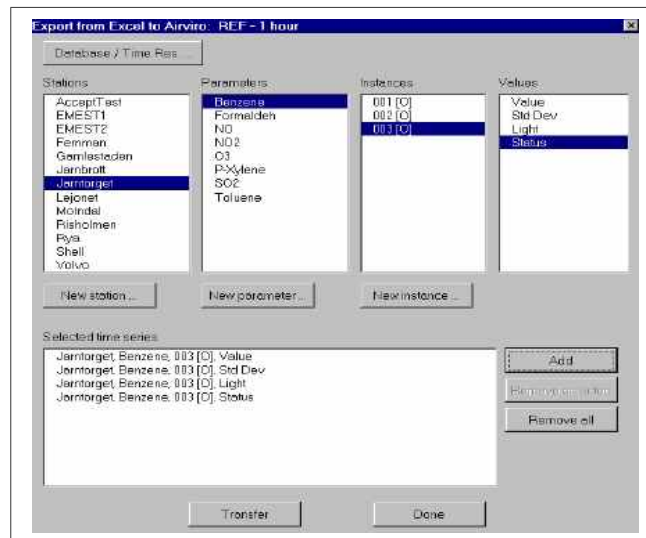 Export from Excel to Airviro: REF - 1 hour
Database / Time Res ...
Stations
AcceptTest
EMEST1
EMEST2
Femman
Gamlestaden
Jarnbrott
Jarntorget
Lejonet
Molndal
Risholmen
Rya
Shell
Volvo
Parameters
Benzene
Formaldeh
NO
NO2
O3
P-Xylene
SO2
Toluene
Instances
001 [O]
002 [O]
003 [O]
Values
Value
Std Dev
Light
Status
New station ...
New parameter...
New instance ...
Selected time series
Jarntorget, Benzene, 003 [O], Value
Jarntorget, Benzene, 003 [O], Std Dev
Jarntorget, Benzene, 003 [O], Light
Jarntorget, Benzene, 003 [O], Status
Add
Remove
Remove all
Transfer
Done